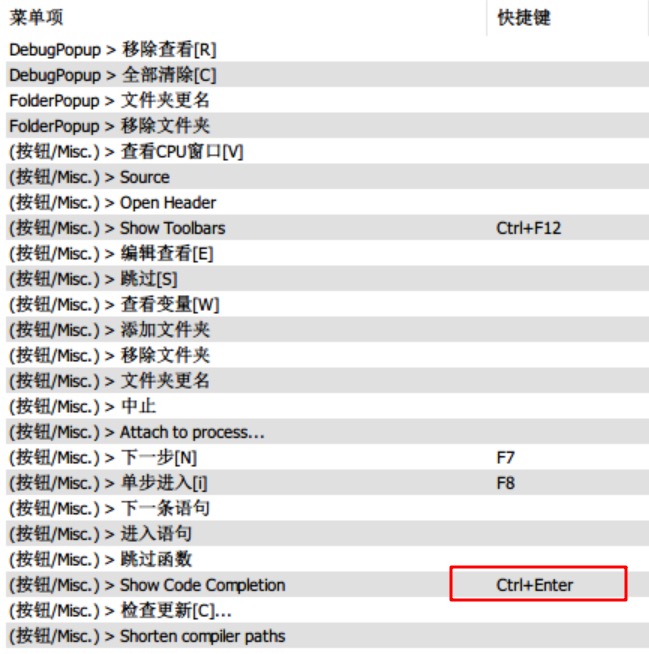 菜单项 快捷键
DebugPopup > 移除查看[R]
DebugPopup > 全部清除[C]
FolderPopup > 文件夹更名
FolderPopup > 移除文件夹
(按钮/Misc.) > 查看CPU窗口[V]
(按钮/Misc.) > Source
(按钮/Misc.) > Open Header
(按钮/Misc.) > Show Toolbars Ctrl+F12
(按钮/Misc.) > 编辑查看[E]
(按钮/Misc.) > 跳过[S]
(按钮/Misc.) > 查看变量[W]
(按钮/Misc.) > 添加文件夹
(按钮/Misc.) > 移除文件夹
(按钮/Misc.) > 文件夹更名
(按钮/Misc.) > 中止
(按钮/Misc.) > Attach to process...
(按钮/Misc.) > 下一步[N] F7
(按钮/Misc.) > 单步进入[i] F8
(按钮/Misc.) > 下一条语句
(按钮/Misc.) > 进入语句
(按钮/Misc.) > 跳过函数
(按钮/Misc.) > Show Code Completion Ctrl+Enter
(按钮/Misc.) > 检查更新[C]...
(按钮/Misc.) > Shorten compiler paths